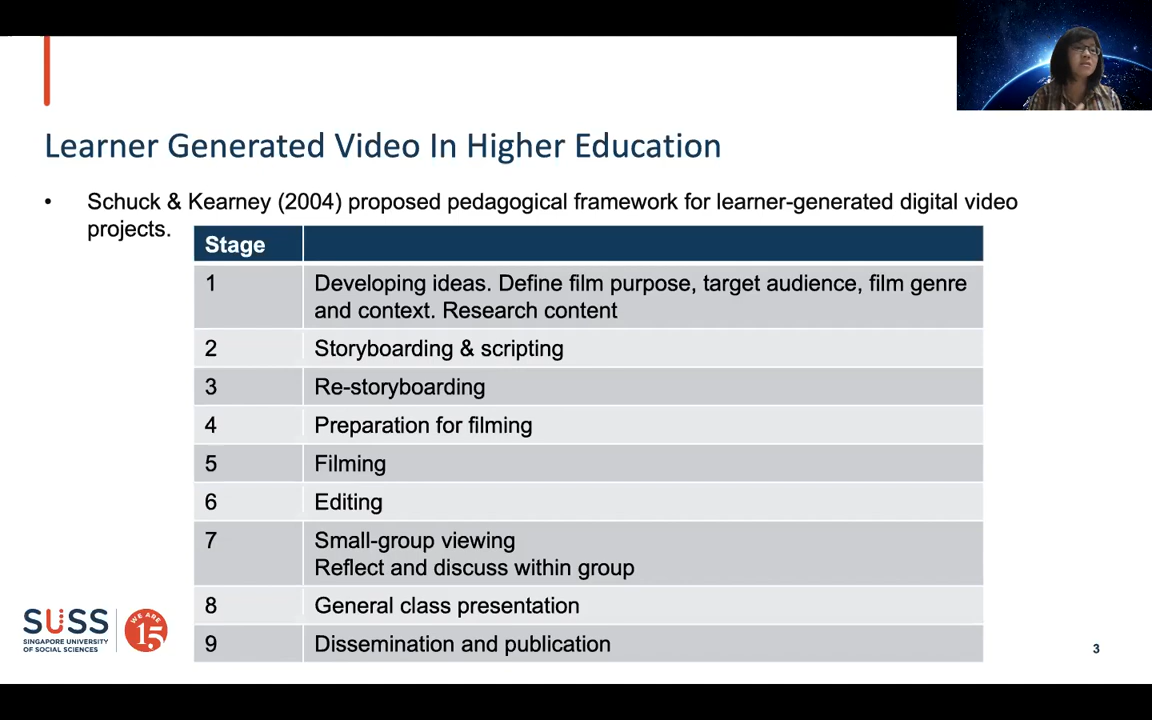 Learner Generated Video In Higher Education
• Schuck & Kearney (2004) proposed pedagogical framework for learner-generated digital video
projects.
Stage
1 Developing ideas. Define film purpose, target audience, film genre
and context. Research content
2 Storyboarding & scripting
3 Re-storyboarding
4 Preparation for filming
5 Filming
6 Editing
7 Small-group viewing
Reflect and discuss within group
8 General class presentation
9 Dissemination and publication
SUSS
SINGAPORE UNIVERSITY
OF SOCIAL SCIENCES
WE ARE
15
3